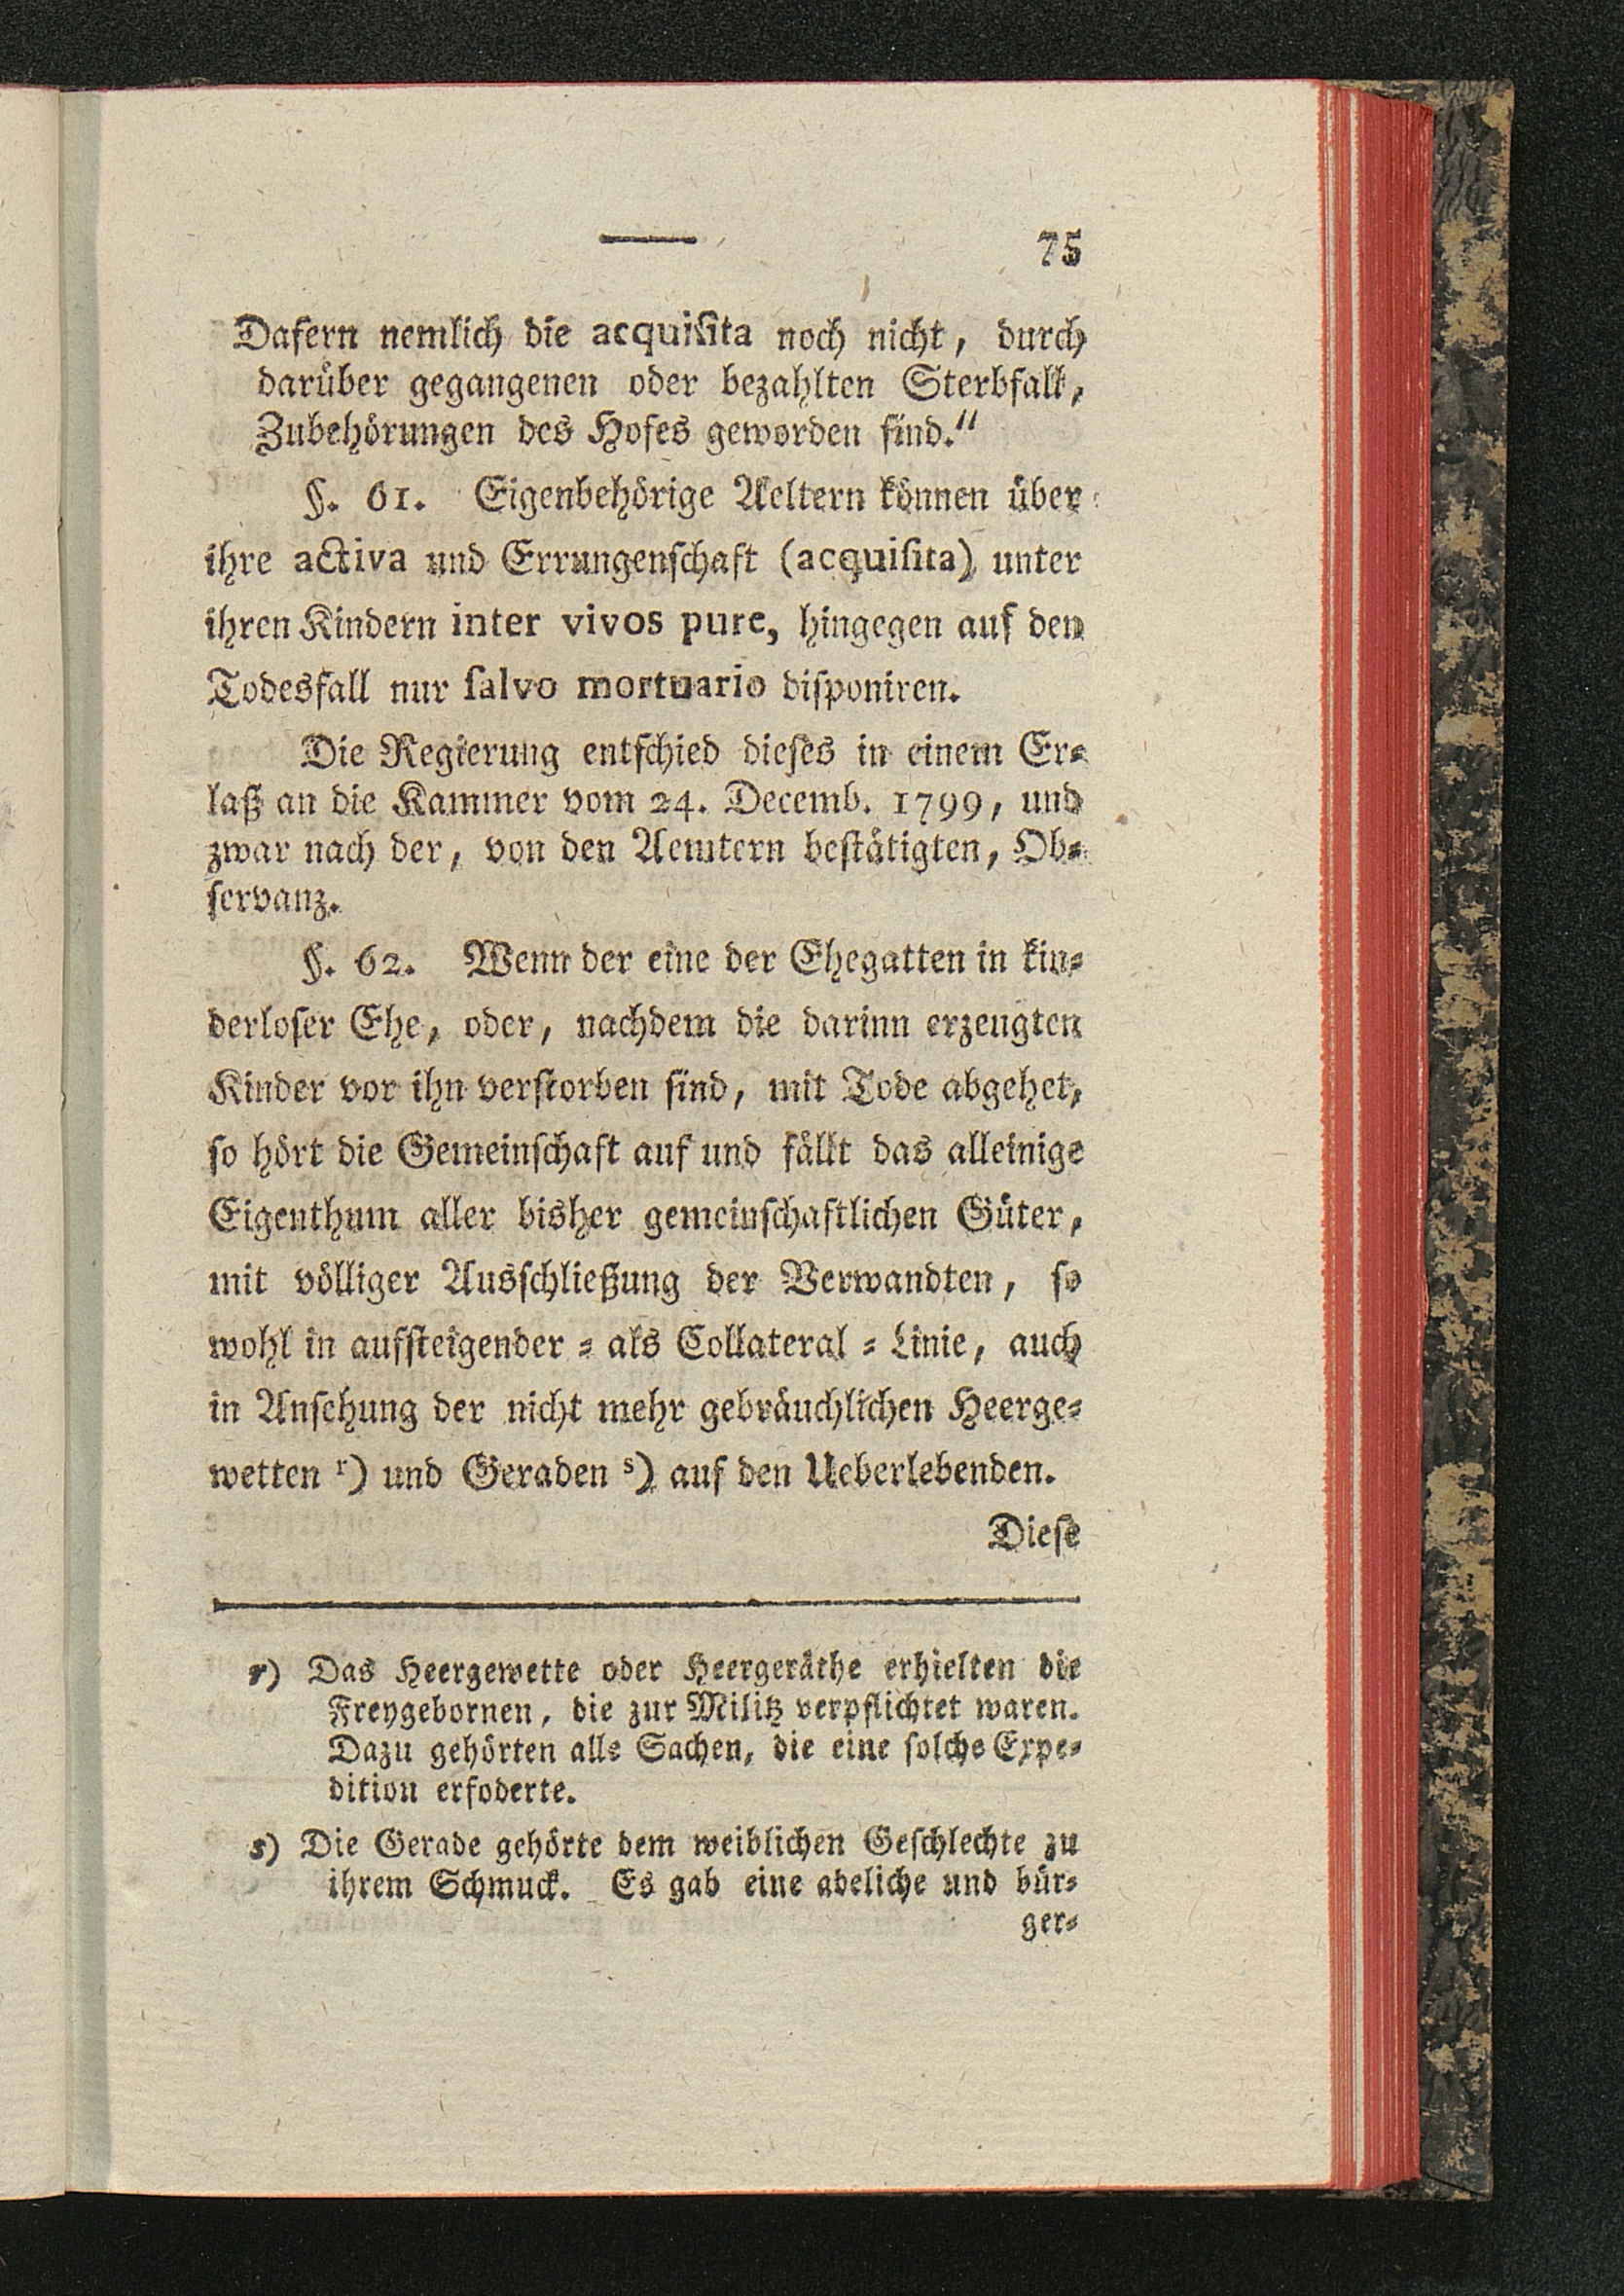 75
Dafern nemlich die acquiſita noch nicht, durch
darüber gegangenen oder bezahlten Sterbfall,
Zubehörungen des Hofes geworden ſind.“
§. 61. Eigenbehörige Aeltern können über
ihre activa und Errungenſchaft (acquiſita) unter
ihren Kindern inter vivos pure, hingegen auf den
Todesfall nur ſalvo mortuario diſponiren.
Die Regierung entſchied dieſes in einem Er⸗
laß an die Kammer vom 24. Decemb. 1799, und
zwar nach der, von den Aemtern beſtätigten, Ob⸗
ſervanz.
§. 62. Wenn der eine der Ehegatten in kin⸗
derloſer Ehe, oder, nachdem die darinn erzeugten
Kinder vor ihn verſtorben ſind, mit Tode abgehet,
ſo hört die Gemeinſchaft auf und fällt das alleinige
Eigenthum aller bisher gemeinſchaftlichen Güter,
mit völliger Ausſchließung der Verwandten, ſo
wohl in aufſteigender ⸗ als Collateral ⸗ Linie, auch
in Anſehung der nicht mehr gebräuchlichen Heerge⸗
wetten r) und Geraden s) auf den Ueberlebenden.
Dieſe
r) Das Heergewette oder Heergeräthe erhielten die
Freygebornen, die zur Militz verpflichtet waren.
Dazu gehörten alle Sachen, die eine ſolche Expe⸗
dition erfoderte.
s) Die Gerade gehörte dem weiblichen Geſchlechte zu
ihrem Schmuck. Es gab eine adeliche und bür⸗
ger⸗